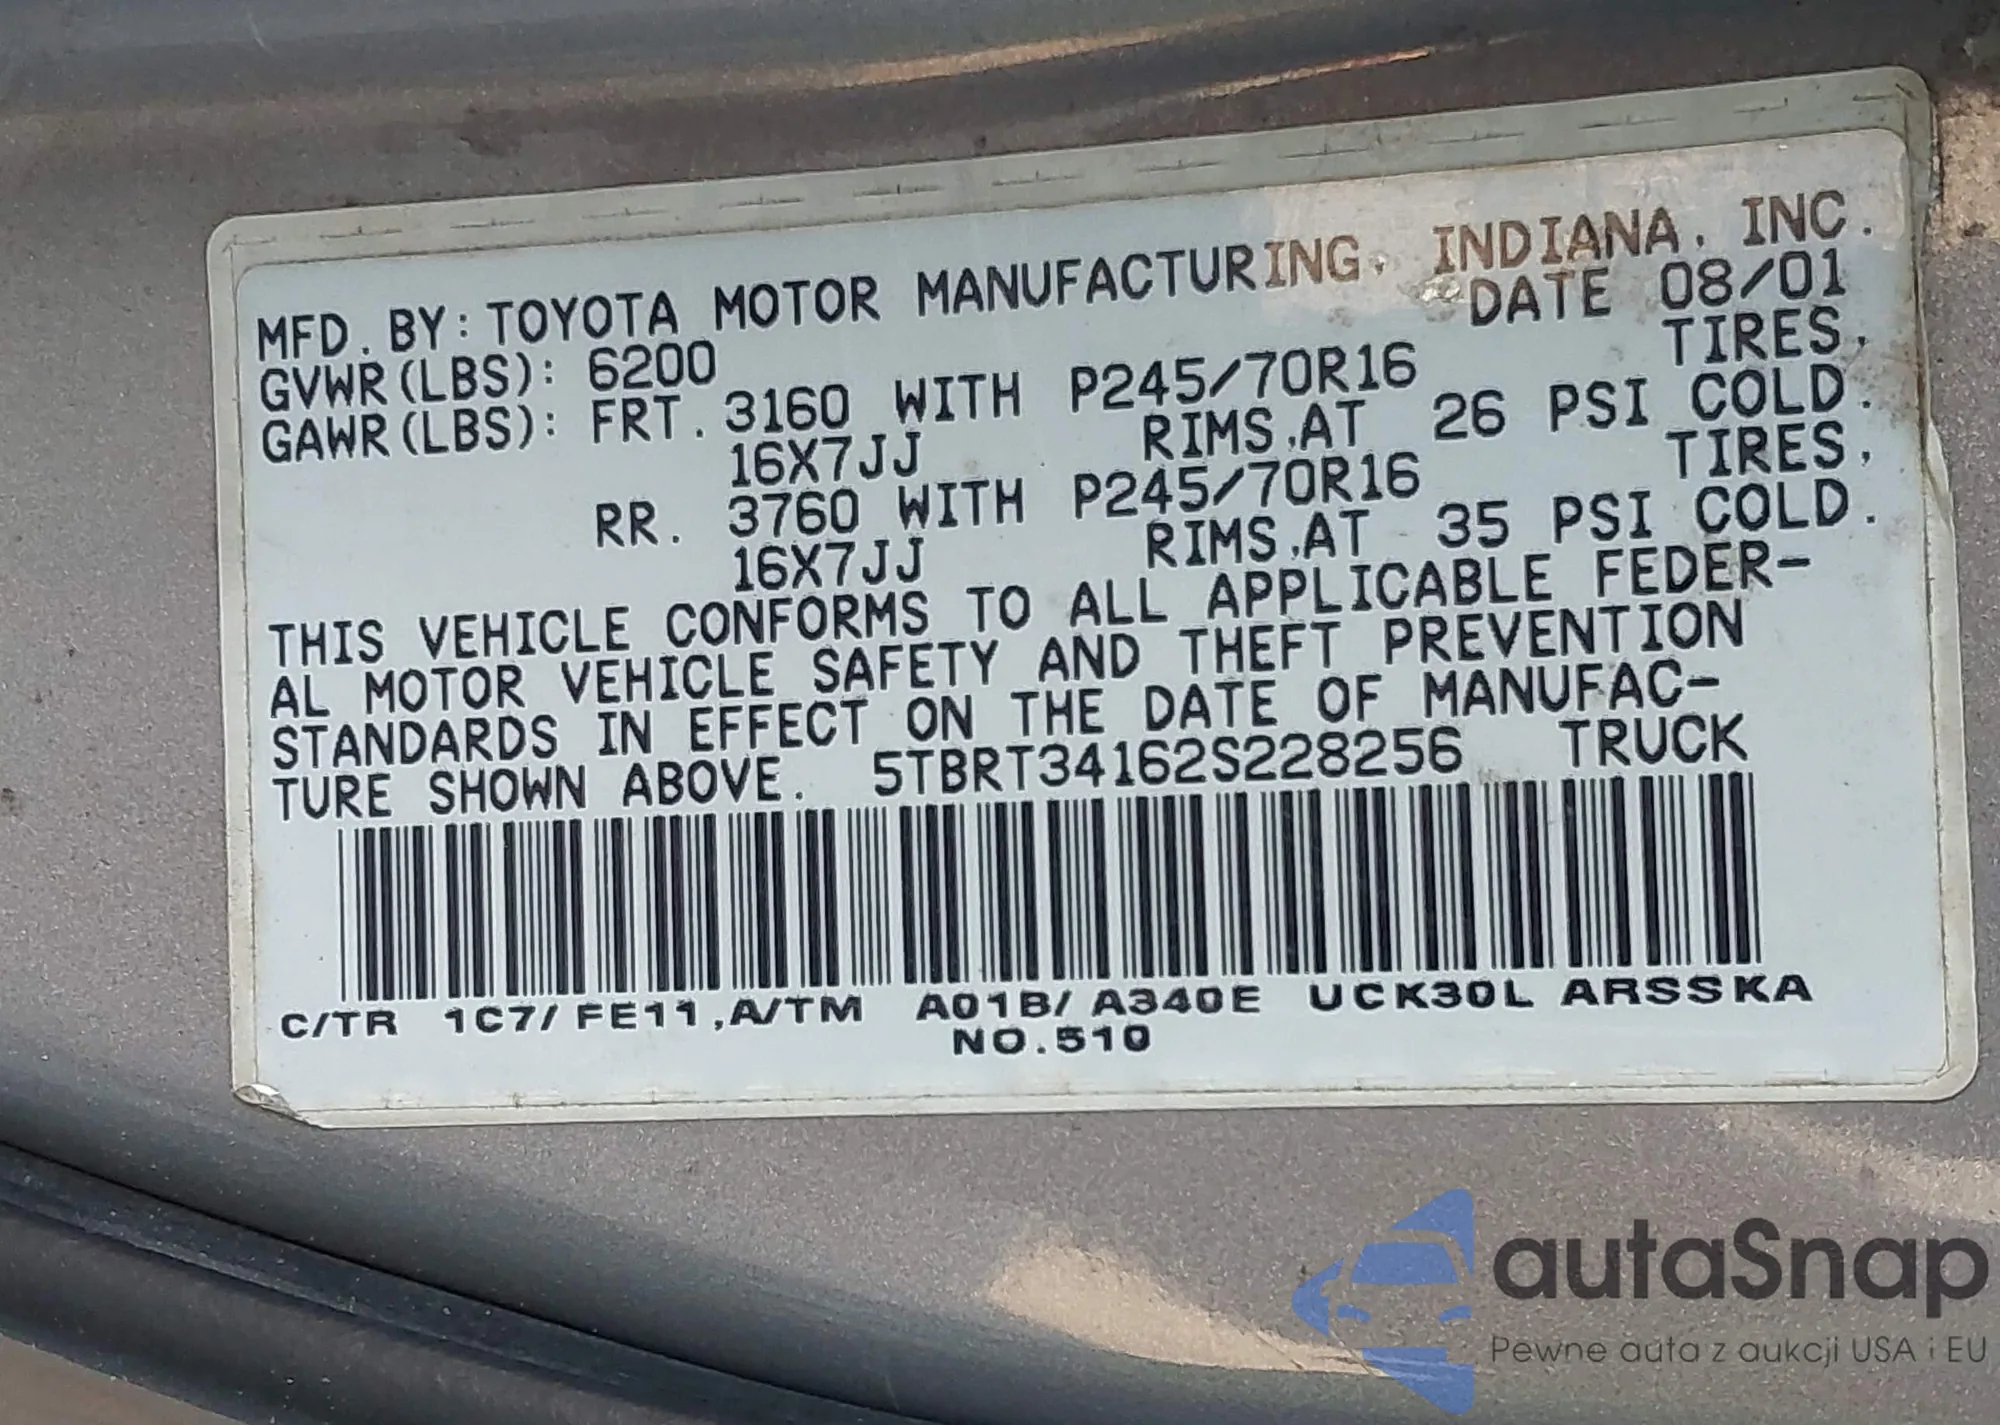 MFD. BY: TOYOTA MOTOR MANUFACTURING, INDIANA, INC.
DATE 08/01
GVWR(LBS): 6200
GAWR(LBS): FRT. 3160 WITH P245/70R16 TIRES,
16X7JJ RIMS,AT 26 PSI COLD.
RR. 3760 WITH P245/70R16 TIRES,
16X7JJ RIMS,AT 35 PSI COLD.
THIS VEHICLE CONFORMS TO ALL APPLICABLE FEDER-
AL MOTOR VEHICLE SAFETY AND THEFT PREVENTION
STANDARDS IN EFFECT ON THE DATE OF MANUFAC-
TURE SHOWN ABOVE. 5TBRT34162S228256 TRUCK
C/TR 1C7/FE11,A/TM A01B/A340E UCK30L ARSSKA
NO.510
autaSnap
Pewne auta z aukcji USA i EU